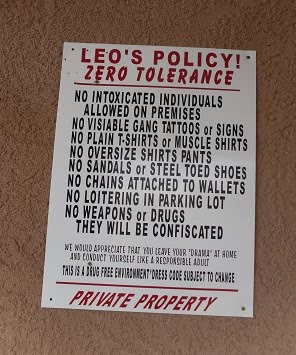 LEO'S POLICY!
ZERO TOLERANCE
NO INTOXICATED INDIVIDUALS
ALLOWED ON PREMISES
NO VISIABLE GANG TATTOOS or SIGNS
NO PLAIN T-SHIRTS or MUSCLE SHIRTS
NO OVERSIZE SHIRTS PANTS
NO SANDALS or STEEL TOED SHOES
NO CHAINS ATTACHED TO WALLETS
NO LOITERING IN PARKING LOT
NO WEAPONS or DRUGS
THEY WILL BE CONFISCATED
WE WOULD APPRECIATE THAT YOU LEAVE YOUR "DRAMA" AT HOME
AND CONDUCT YOURSELF LIKE A RESPONSIBLE ADULT
THIS IS A DRUG FREE ENVIRONMENT*DRESS CODE SUBJECT TO CHANGE
PRIVATE PROPERTY